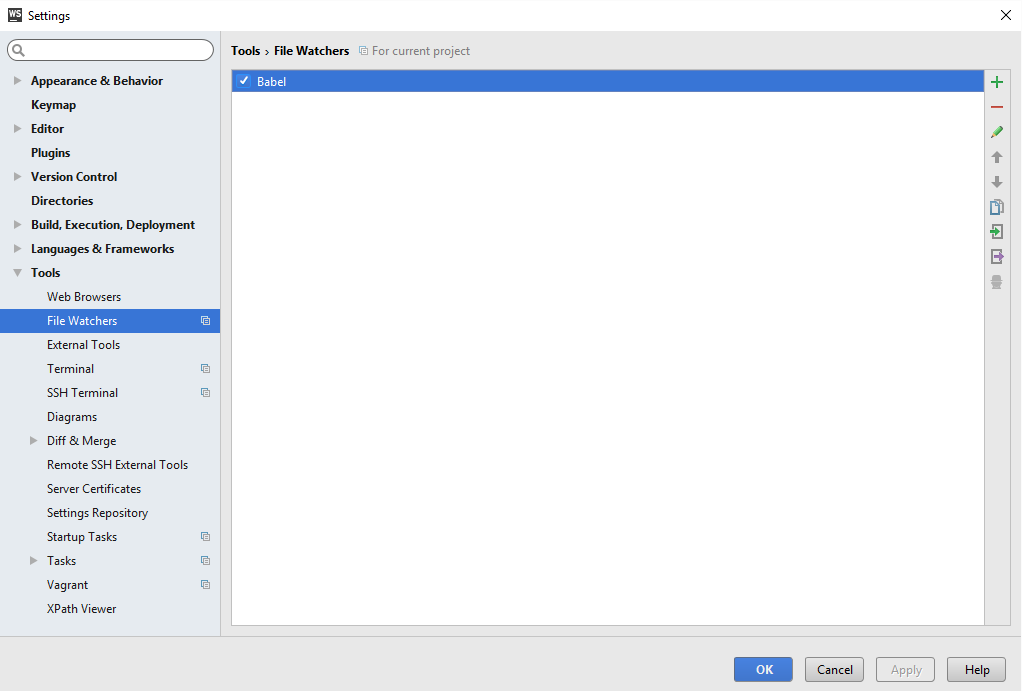 WS Settings
Tools › File Watchers For current project
Appearance & Behavior
Keymap
Editor
Plugins
Version Control
Directories
Build, Execution, Deployment
Languages & Frameworks
Tools
Web Browsers
File Watchers
External Tools
Terminal
SSH Terminal
Diagrams
Diff & Merge
Remote SSH External Tools
Server Certificates
Settings Repository
Startup Tasks
Tasks
Vagrant
XPath Viewer
Babel
OK Cancel Apply Help